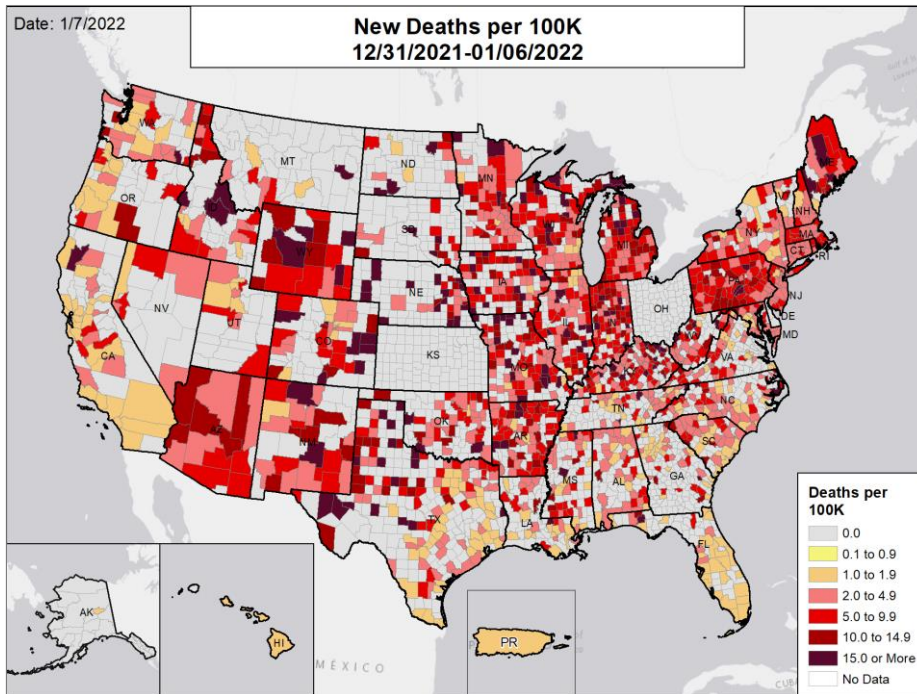 Date: 1/7/2022
New Deaths per 100K
12/31/2021-01/06/2022
WA
MT
ND
MN
OR
ID
WY
SD
WI
MI
ME
NH
NY
MA
CT
RI
NV
UT
CO
NE
IA
IL
IN
OH
PA
NJ
DE
MD
CA
KS
MO
KY
VA
AZ
NM
OK
AR
TN
NC
SC
TX
LA
MS
AL
GA
FL
AK
HI
PR
MÉXICO
Deaths per
100K
0.0
0.1 to 0.9
1.0 to 1.9
2.0 to 4.9
5.0 to 9.9
10.0 to 14.9
15.0 or More
No Data